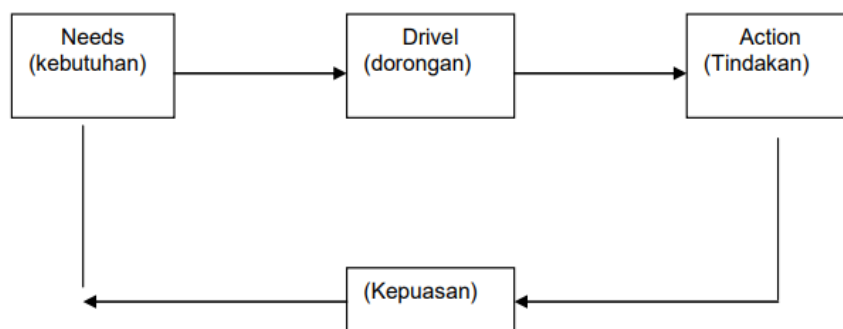 Needs
(kebutuhan)
Drivel
(dorongan)
Action
(Tindakan)
(Kepuasan)